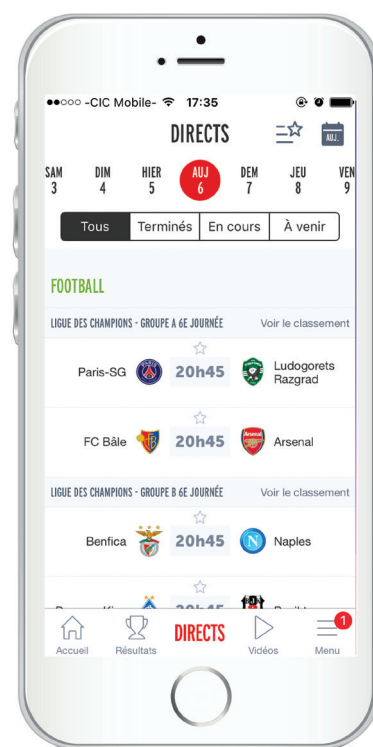 -CIC Mobile- 17:35
DIRECTS AUJ.
SAM DIM HIER AUJ DEM JEU VEN
3 4 5 6 7 8 9
Tous Terminés En cours À venir
FOOTBALL
LIGUE DES CHAMPIONS - GROUPE A 6E JOURNÉE Voir le classement
Paris-SG 20h45 Ludogorets
Razgrad
FC Bâle 20h45 Arsenal
LIGUE DES CHAMPIONS - GROUPE B 6E JOURNÉE Voir le classement
Benfica 20h45 Naples
20h45
1
DIRECTS
Accueil Résultats Vidéos Menu